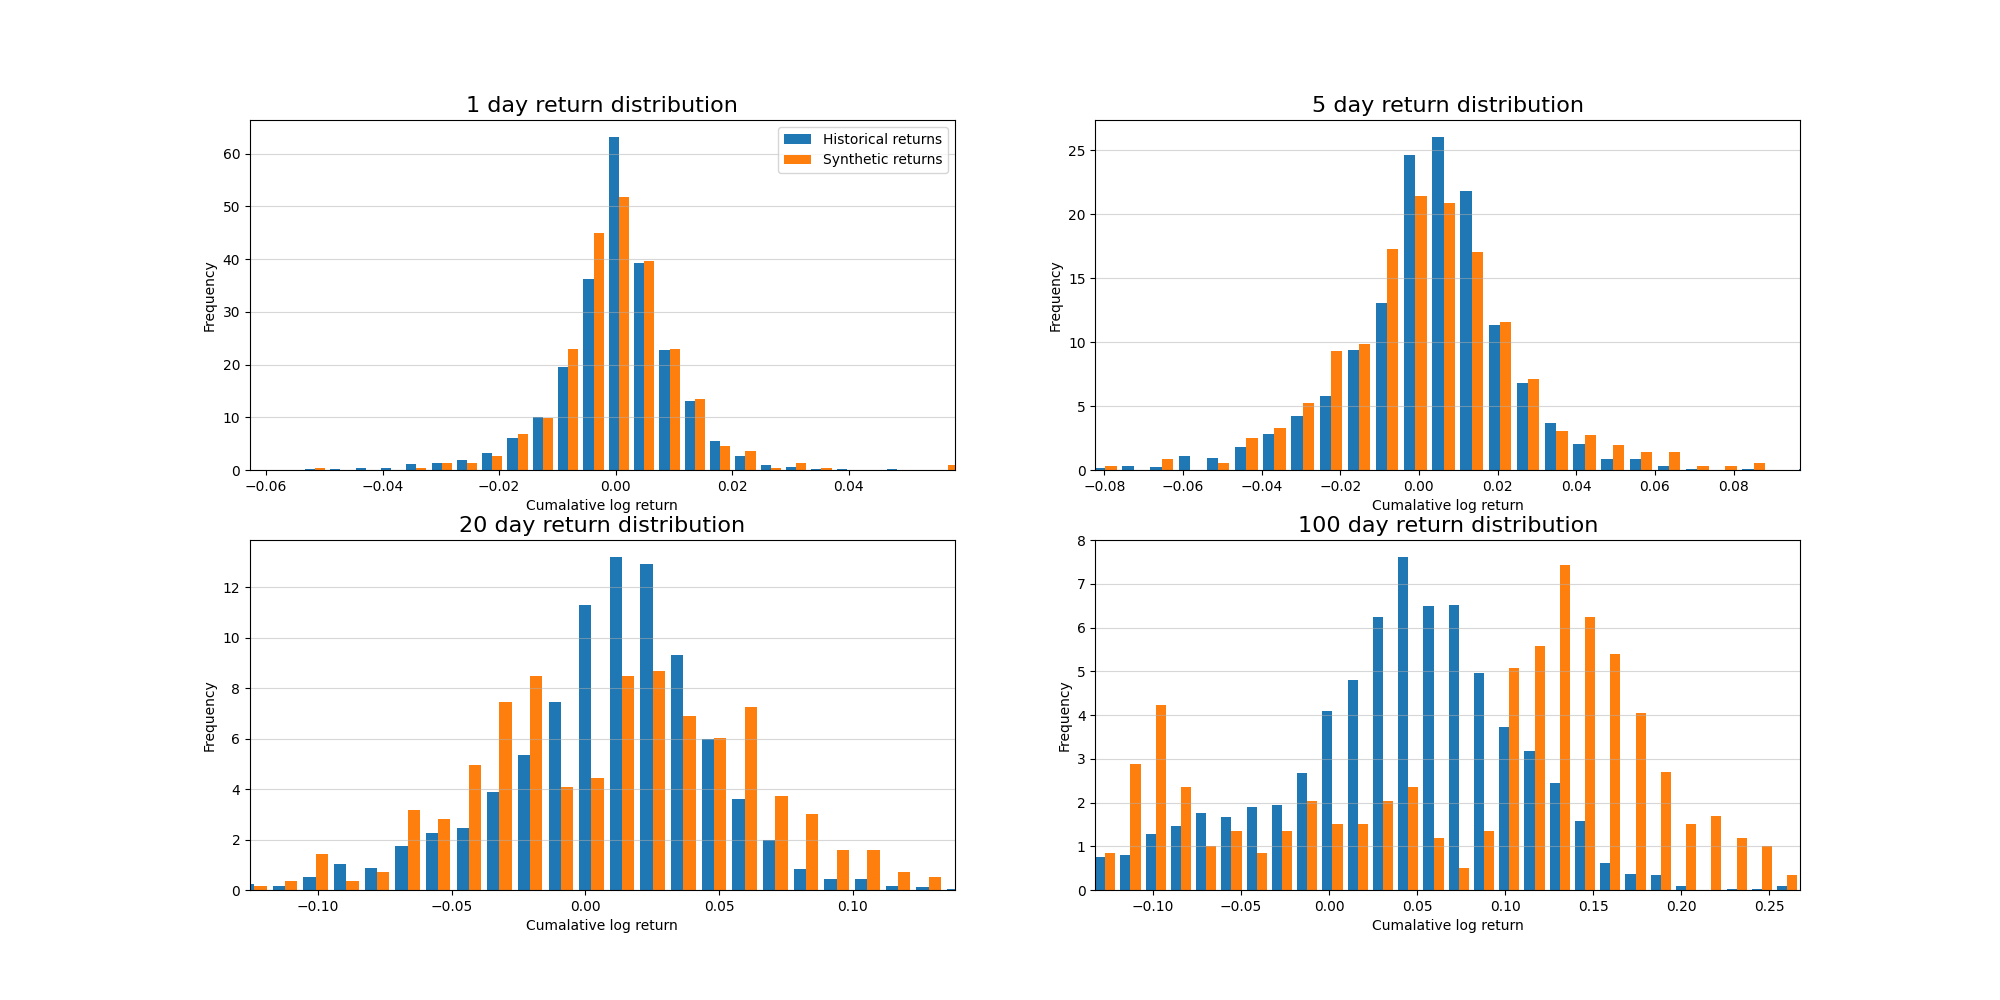 1 day return distribution
Historical returns
Synthetic returns
60
50
40
30
20
10
0
Frequency
−0.06 −0.04 −0.02 0.00 0.02 0.04
Cumalative log return
5 day return distribution
25
20
15
10
5
0
Frequency
−0.08 −0.06 −0.04 −0.02 0.00 0.02 0.04 0.06 0.08
Cumalative log return
20 day return distribution
12
10
8
6
4
2
0
Frequency
−0.10 −0.05 0.00 0.05 0.10
Cumalative log return
100 day return distribution
8
7
6
5
4
3
2
1
0
Frequency
−0.10 −0.05 0.00 0.05 0.10 0.15 0.20 0.25
Cumalative log return